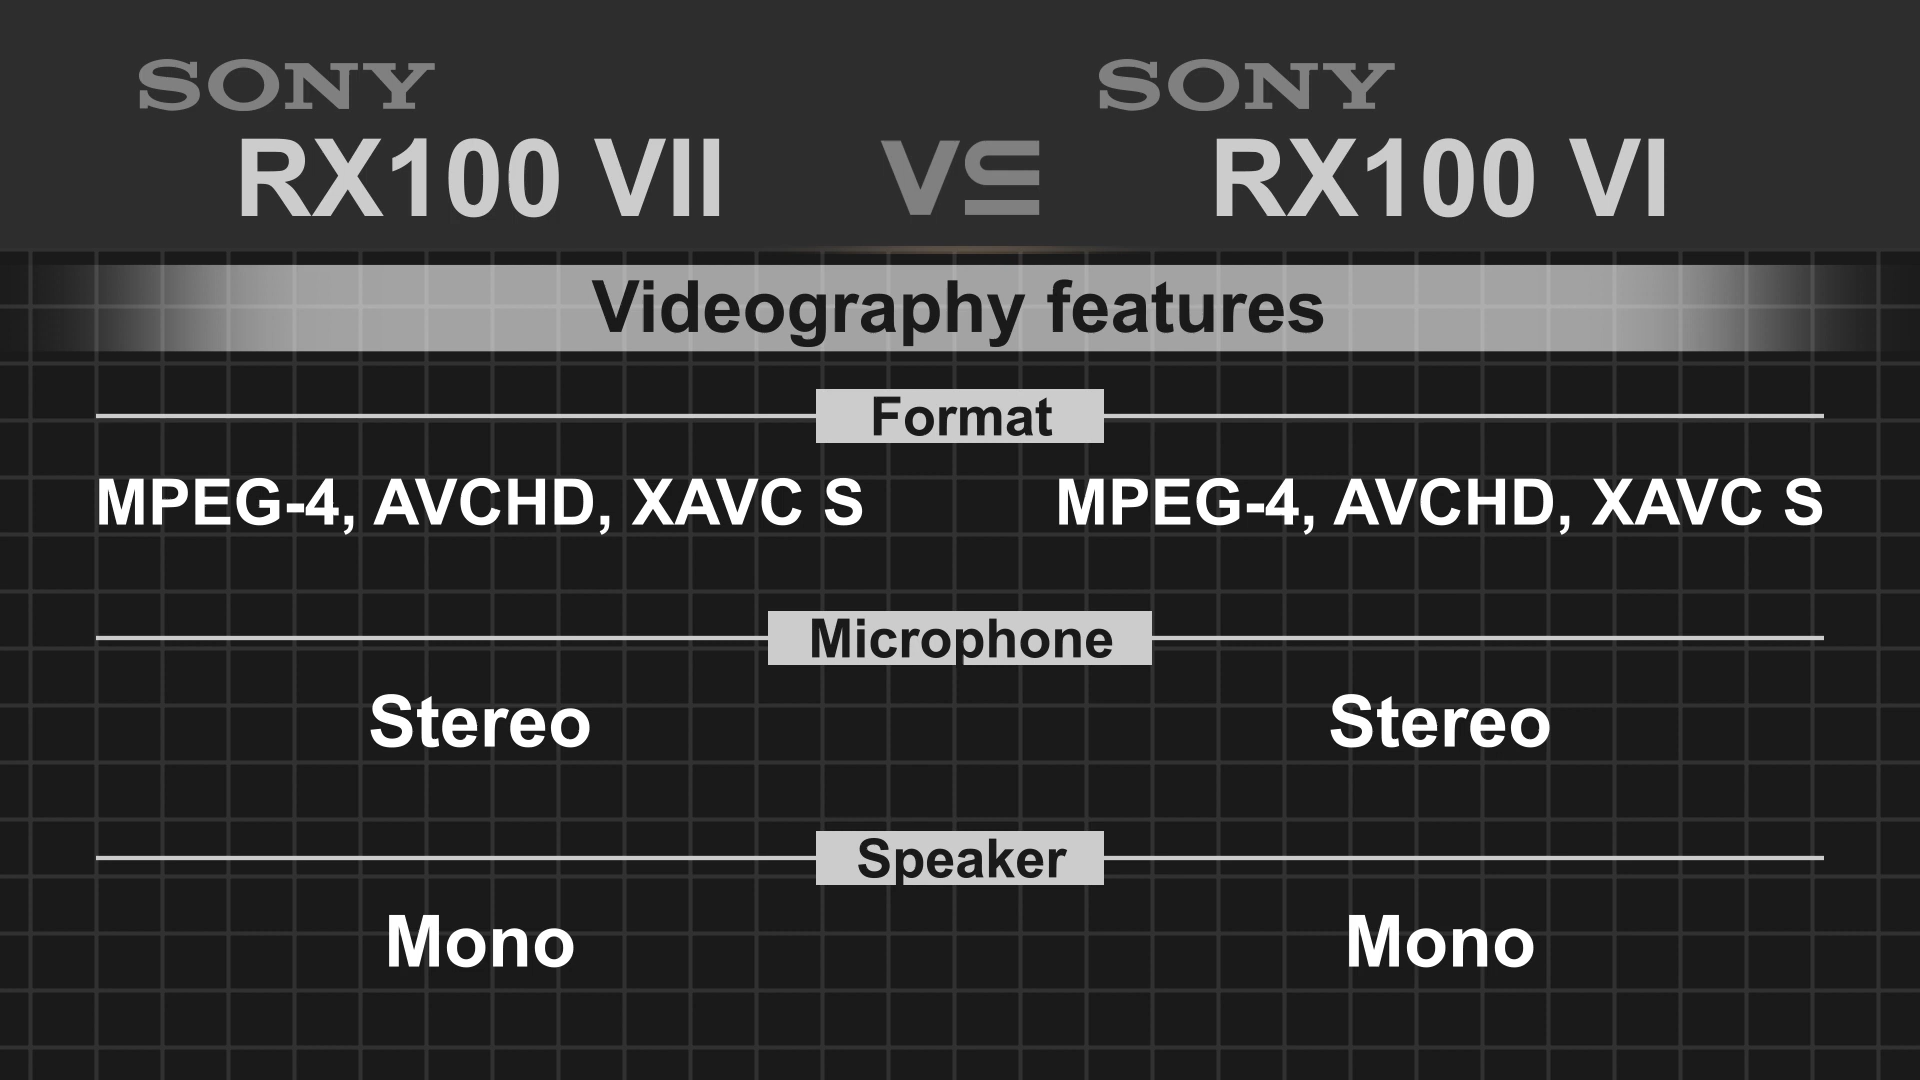 SONY
RX100 VII
VS
SONY
RX100 VI
Videography features
Format
MPEG-4, AVCHD, XAVC S
MPEG-4, AVCHD, XAVC S
Microphone
Stereo
Stereo
Speaker
Mono
Mono